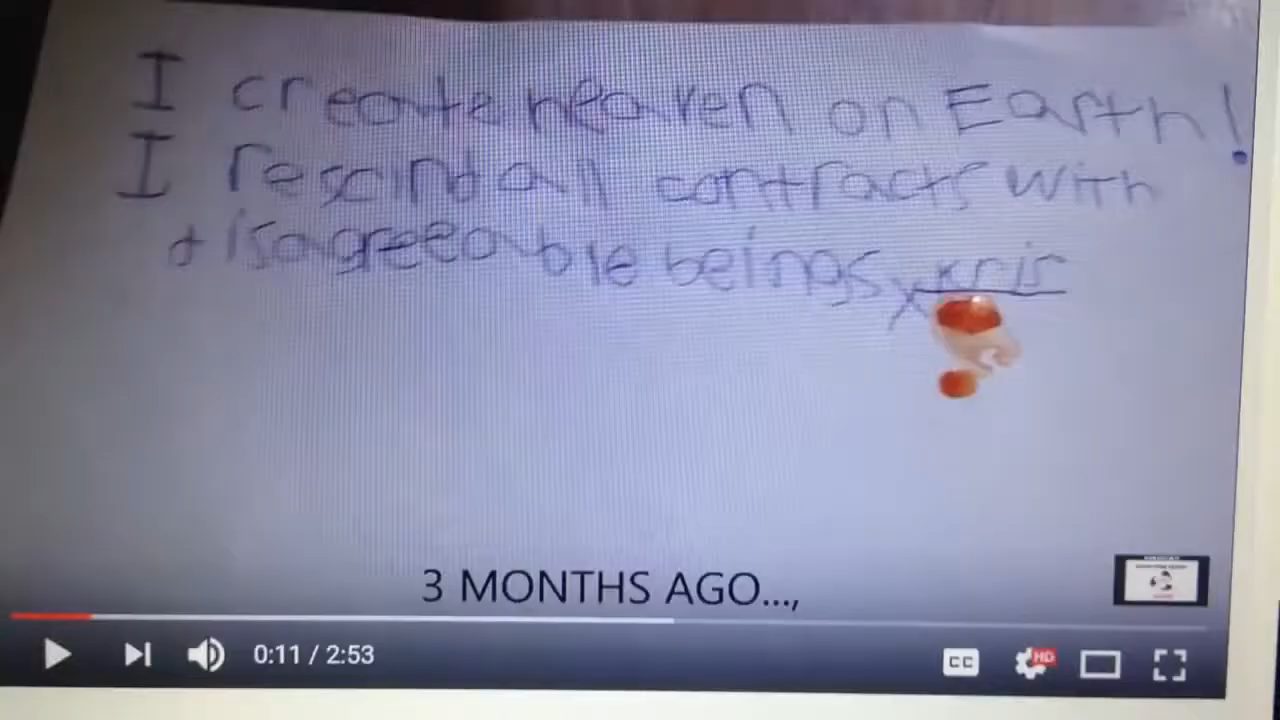 I create heaven on Earth!
I rescind all contracts with
disagreeable beings x kris
3 MONTHS AGO...,
0:11 / 2:53
CC
HD